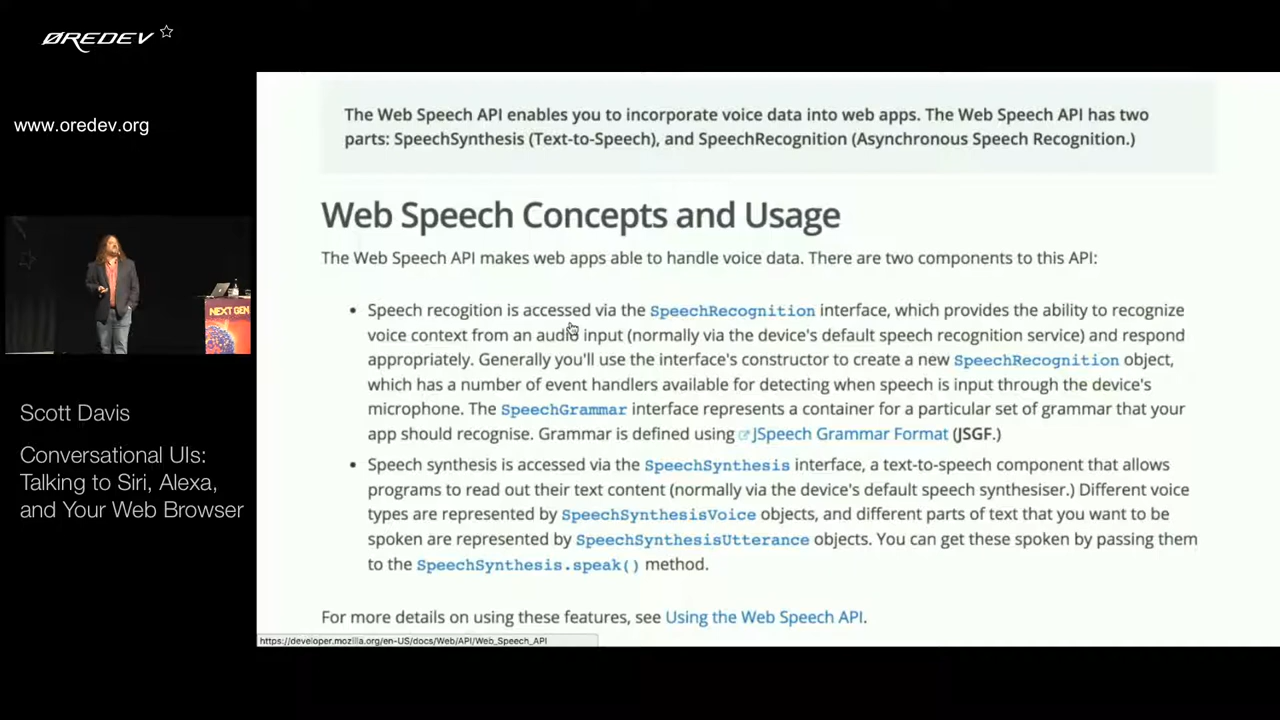 ØREDEV
www.oredev.org
The Web Speech API enables you to incorporate voice data into web apps. The Web Speech API has two
parts: SpeechSynthesis (Text-to-Speech), and SpeechRecognition (Asynchronous Speech Recognition.)
Web Speech Concepts and Usage
The Web Speech API makes web apps able to handle voice data. There are two components to this API:
• Speech recogition is accessed via the SpeechRecognition interface, which provides the ability to recognize
voice context from an audio input (normally via the device's default speech recognition service) and respond
appropriately. Generally you'll use the interface's constructor to create a new SpeechRecognition object,
which has a number of event handlers available for detecting when speech is input through the device's
microphone. The SpeechGrammar interface represents a container for a particular set of grammar that your
app should recognise. Grammar is defined using JSpeech Grammar Format (JSGF.)
• Speech synthesis is accessed via the SpeechSynthesis interface, a text-to-speech component that allows
programs to read out their text content (normally via the device's default speech synthesiser.) Different voice
types are represented by SpeechSynthesisVoice objects, and different parts of text that you want to be
spoken are represented by SpeechSynthesisUtterance objects. You can get these spoken by passing them
to the SpeechSynthesis.speak() method.
For more details on using these features, see Using the Web Speech API.
https://developer.mozilla.org/en-US/docs/Web/API/Web_Speech_API
NEXT GEN
Scott Davis
Conversational UIs:
Talking to Siri, Alexa,
and Your Web Browser